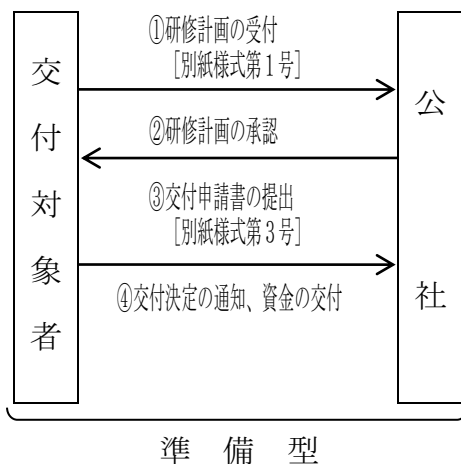 ①研修計画の受付
[別紙様式第1号]
交付対象者
公社
②研修計画の承認
③交付申請書の提出
[別紙様式第3号]
④交付決定の通知、資金の交付
準備型